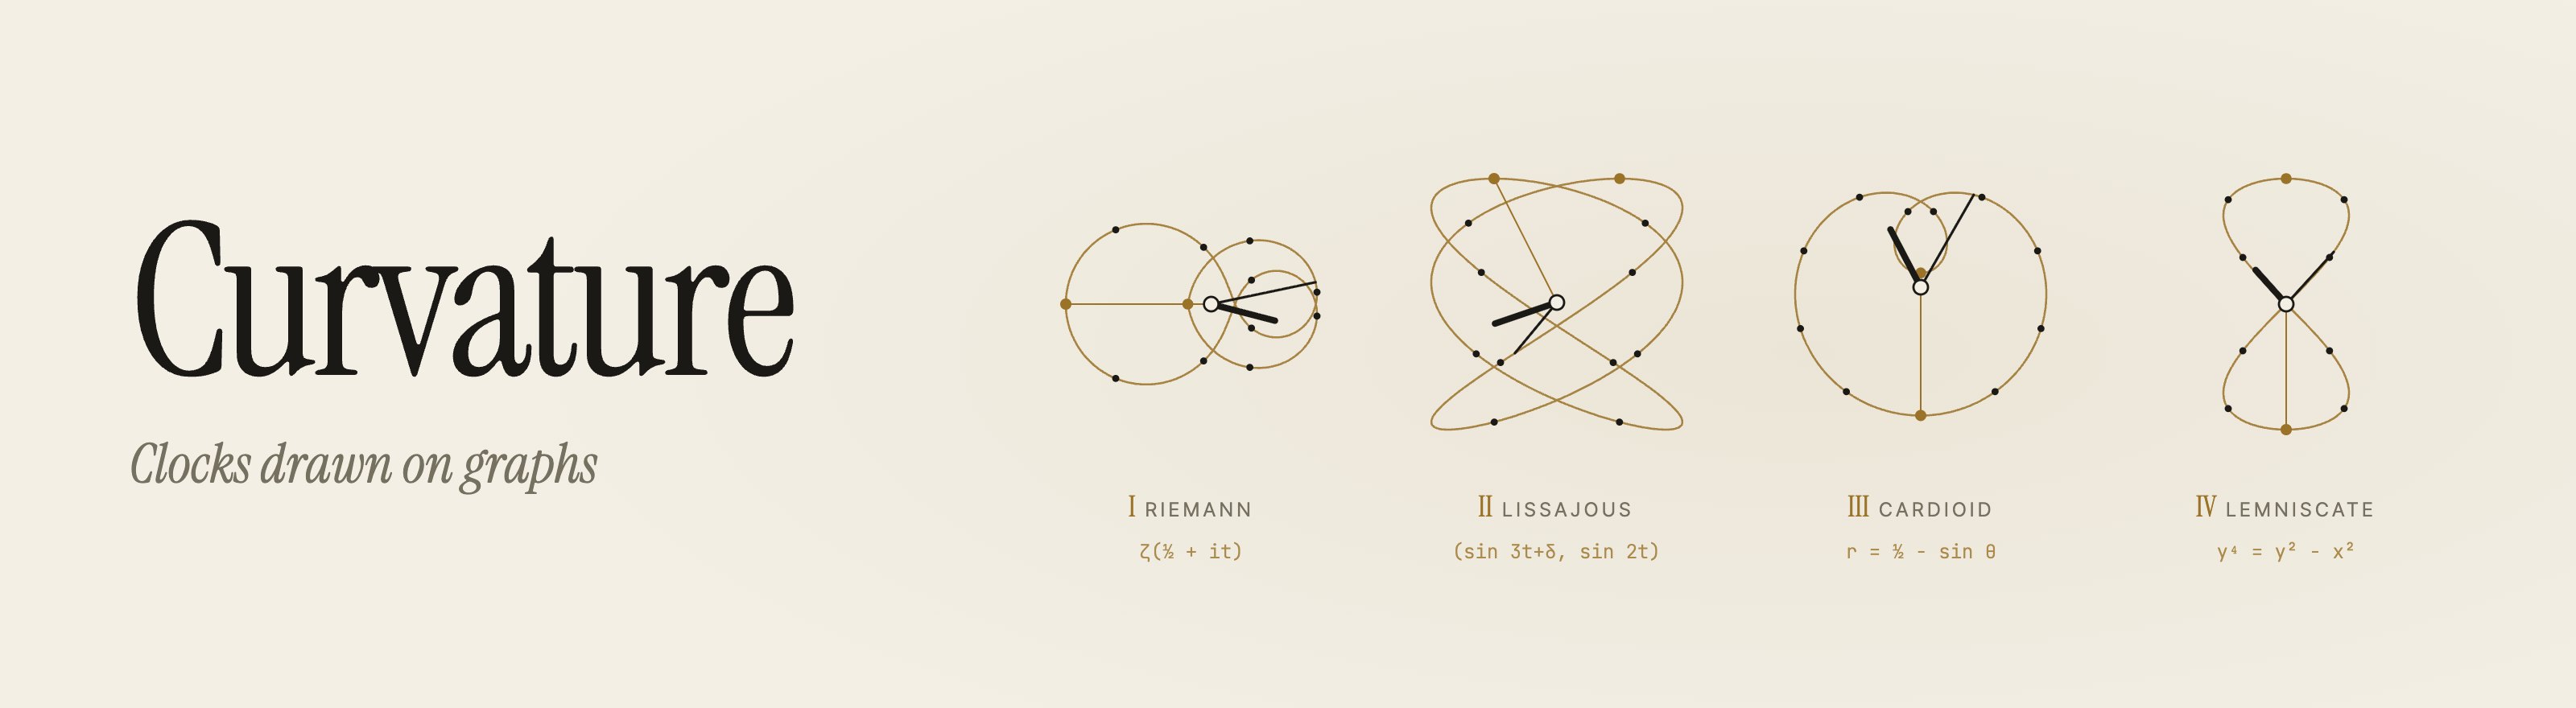 Curvature
Clocks drawn on graphs
I RIEMANN
ζ(½ + it)
II LISSAJOUS
(sin 3t+δ, sin 2t)
III CARDIOID
r = ½ - sin θ
IV LEMNISCATE
y⁴ = y² - x²